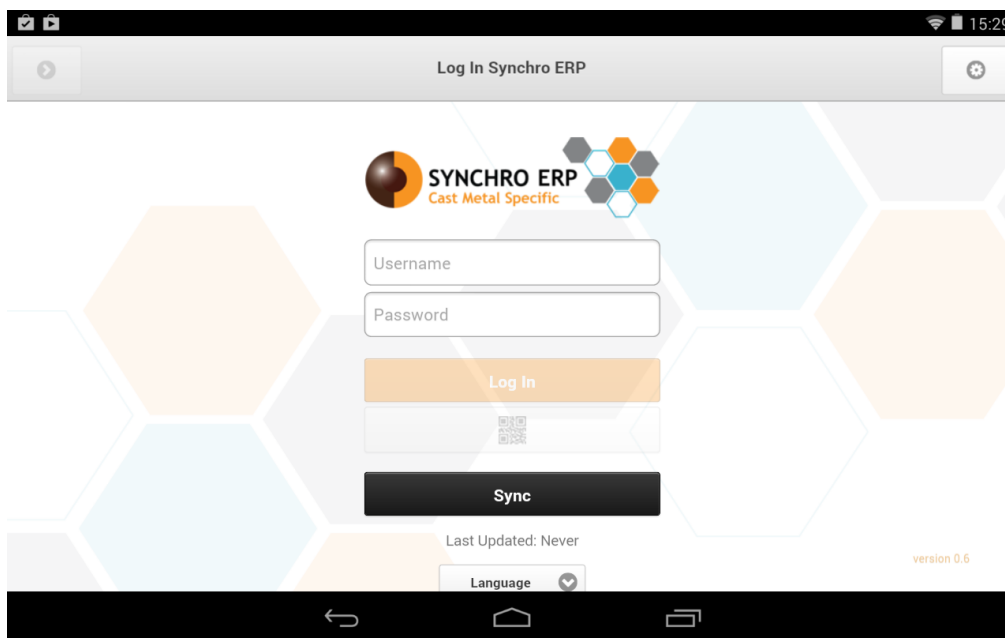 15:29
Log In Synchro ERP
SYNCHRO ERP
Cast Metal Specific
Username
Password
Log In
Sync
Last Updated: Never
version 0.6
Language